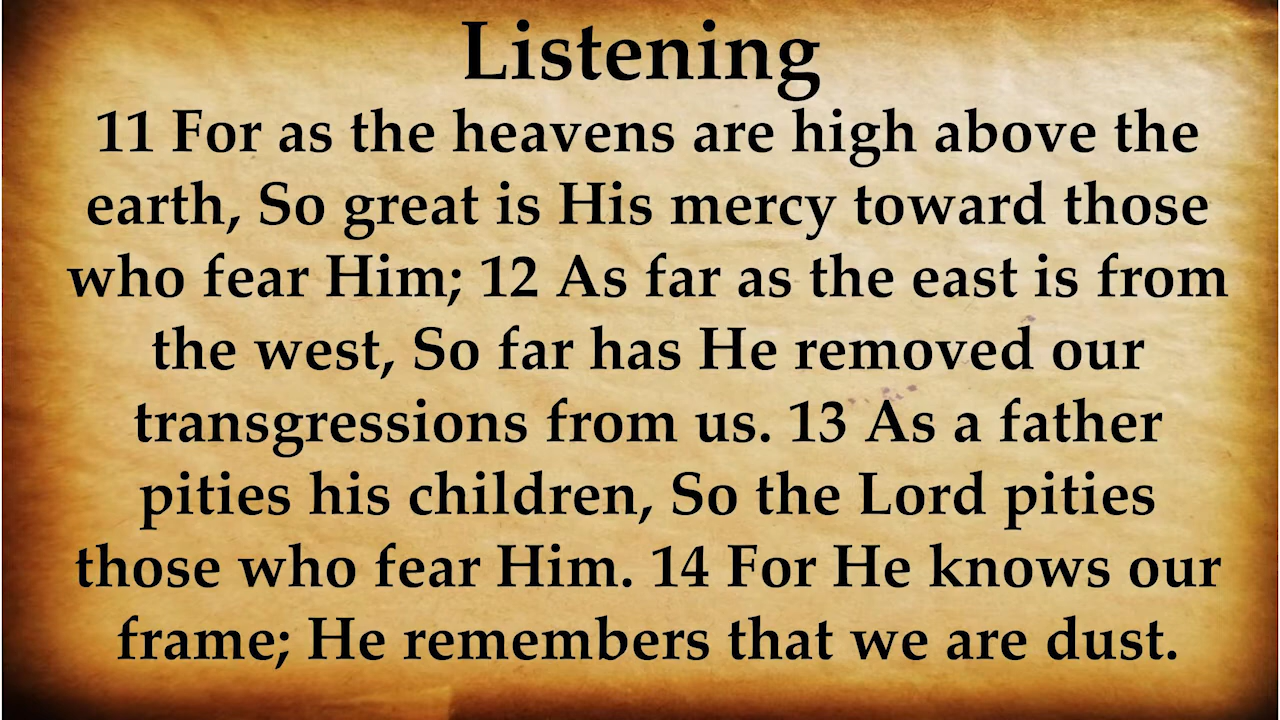 Listening
11 For as the heavens are high above the
earth, So great is His mercy toward those
who fear Him; 12 As far as the east is from
the west, So far has He removed our
transgressions from us. 13 As a father
pities his children, So the Lord pities
those who fear Him. 14 For He knows our
frame; He remembers that we are dust.